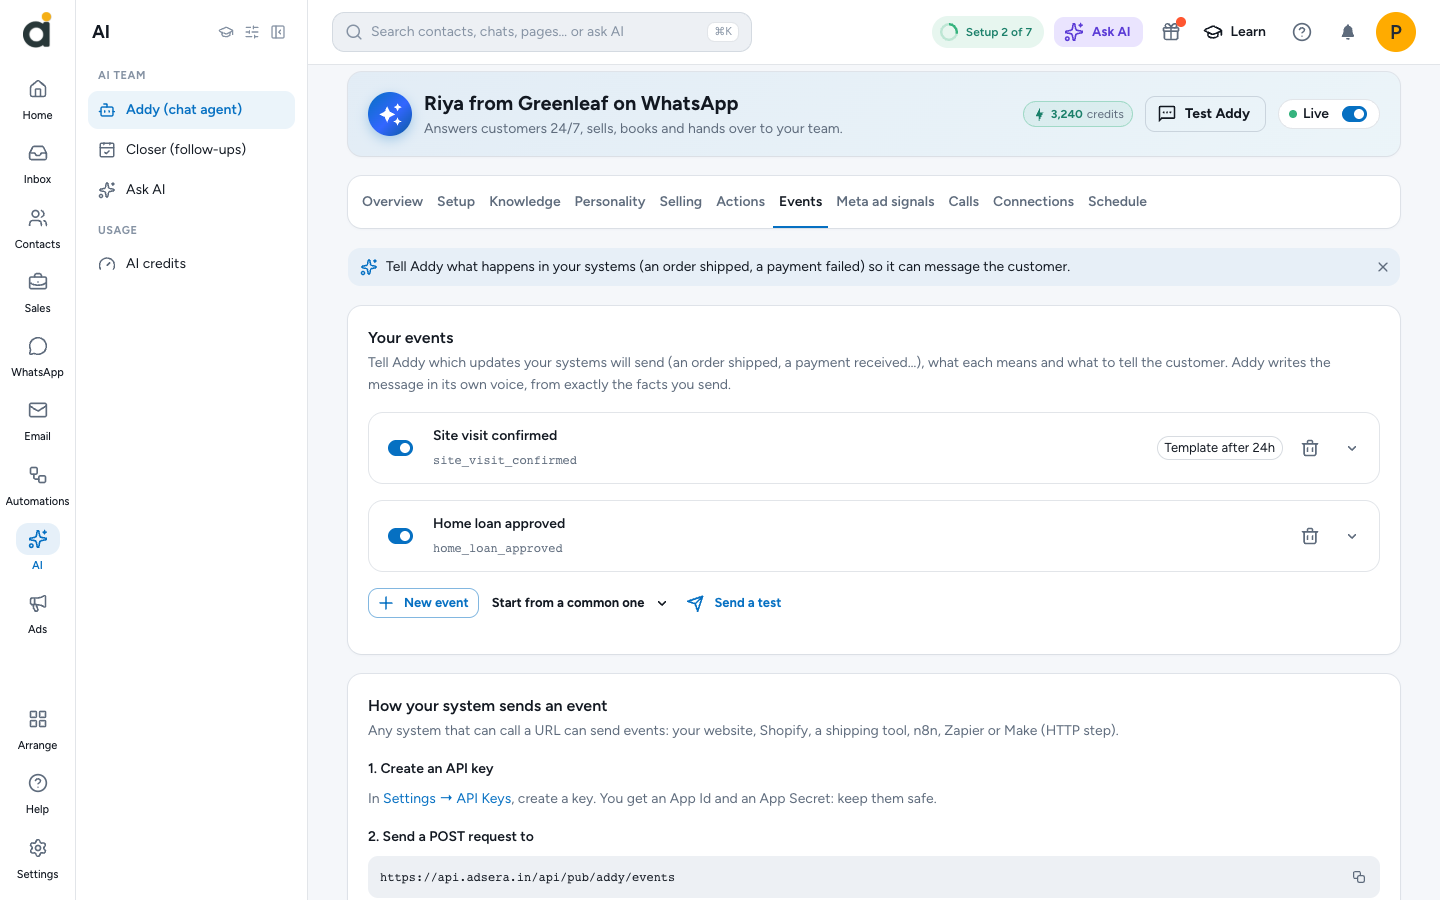 AI
Search contacts, chats, pages... or ask AI
⌘K
Setup 2 of 7
Ask AI
Learn
P
Home
Inbox
Contacts
Sales
WhatsApp
Email
Automations
AI
Ads
Arrange
Help
Settings
AI TEAM
Addy (chat agent)
Closer (follow-ups)
Ask AI
USAGE
AI credits
Riya from Greenleaf on WhatsApp
Answers customers 24/7, sells, books and hands over to your team.
3,240 credits
Test Addy
Live
Overview
Setup
Knowledge
Personality
Selling
Actions
Events
Meta ad signals
Calls
Connections
Schedule
Tell Addy what happens in your systems (an order shipped, a payment failed) so it can message the customer.
Your events
Tell Addy which updates your systems will send (an order shipped, a payment received...), what each means and what to tell the customer. Addy writes the
message in its own voice, from exactly the facts you send.
Site visit confirmed
site_visit_confirmed
Template after 24h
Home loan approved
home_loan_approved
New event
Start from a common one
Send a test
How your system sends an event
Any system that can call a URL can send events: your website, Shopify, a shipping tool, n8n, Zapier or Make (HTTP step).
1. Create an API key
In Settings → API Keys, create a key. You get an App Id and an App Secret: keep them safe.
2. Send a POST request to
https://api.adsera.in/api/pub/addy/events